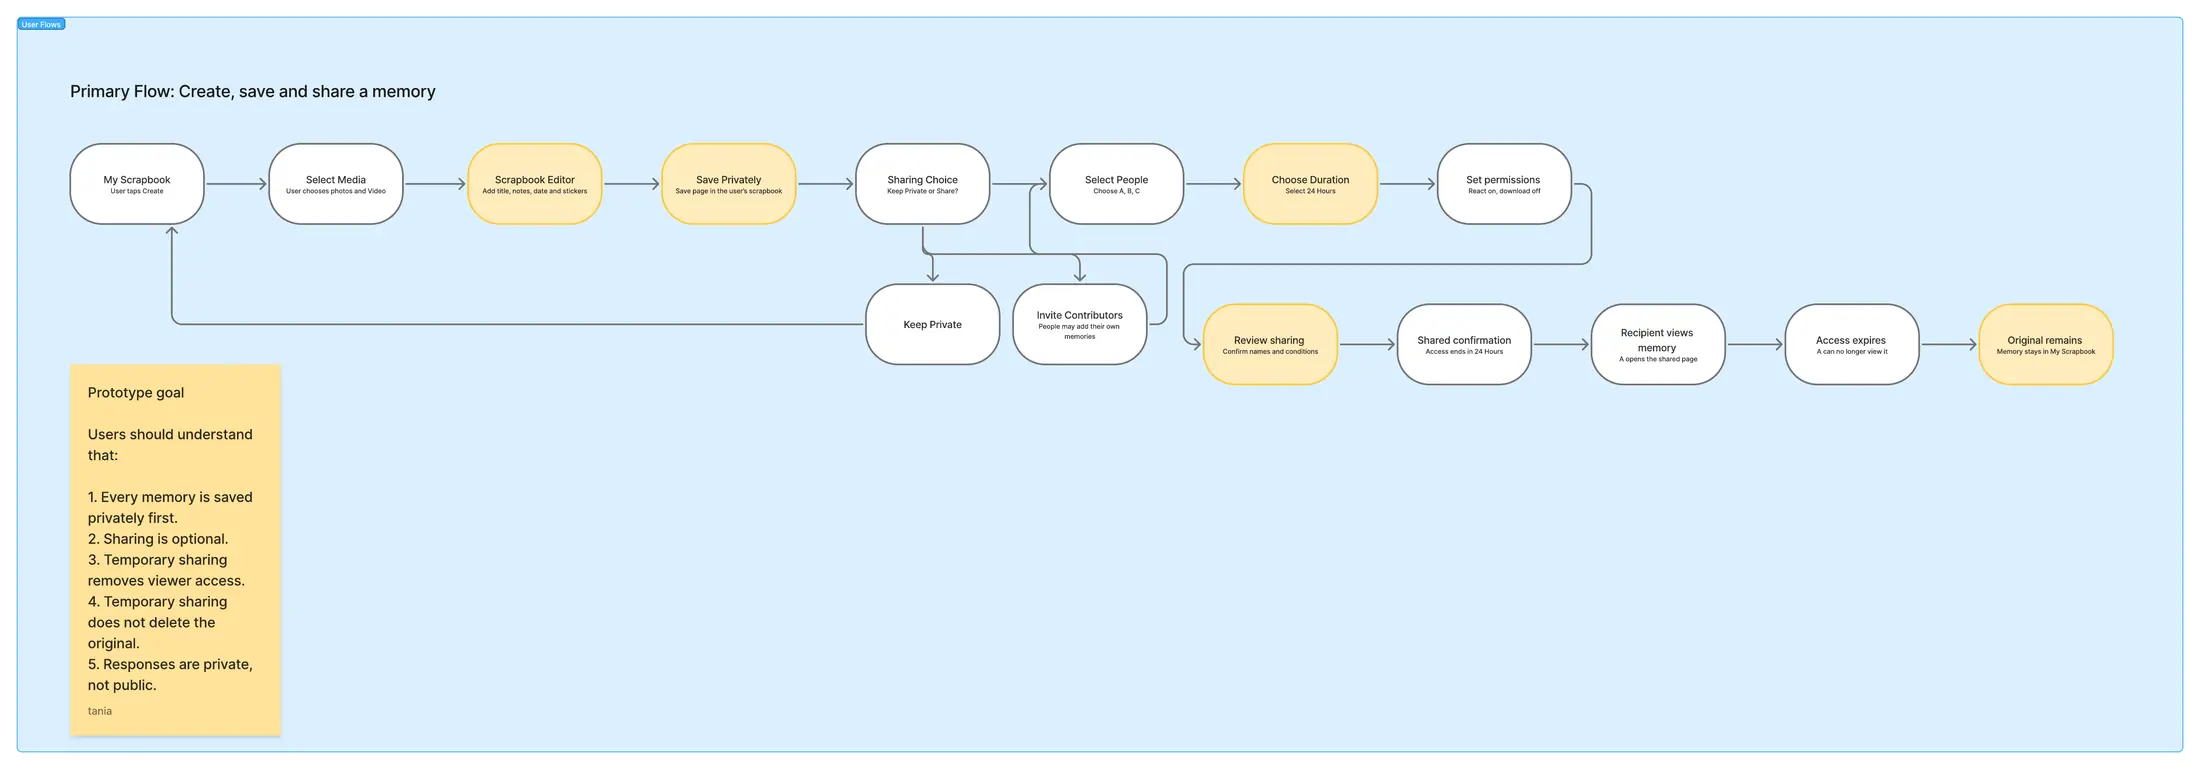 User Flows
Primary Flow: Create, save and share a memory
My Scrapbook
User taps Create
Select Media
User chooses photos and Video
Scrapbook Editor
Add title, notes, date and stickers
Save Privately
Save page in the user's scrapbook
Sharing Choice
Keep Private or Share?
Select People
Choose A, B, C
Choose Duration
Select 24 Hours
Set permissions
React on, download off
Keep Private
Invite Contributors
People may add their own
memories
Review sharing
Confirm names and conditions
Shared confirmation
Access ends in 24 Hours
Recipient views
memory
A opens the shared page
Access expires
A can no longer view it
Original remains
Memory stays in My Scrapbook
Prototype goal
Users should understand
that:
1. Every memory is saved
privately first.
2. Sharing is optional.
3. Temporary sharing
removes viewer access.
4. Temporary sharing
does not delete the
original.
5. Responses are private,
not public.
tania